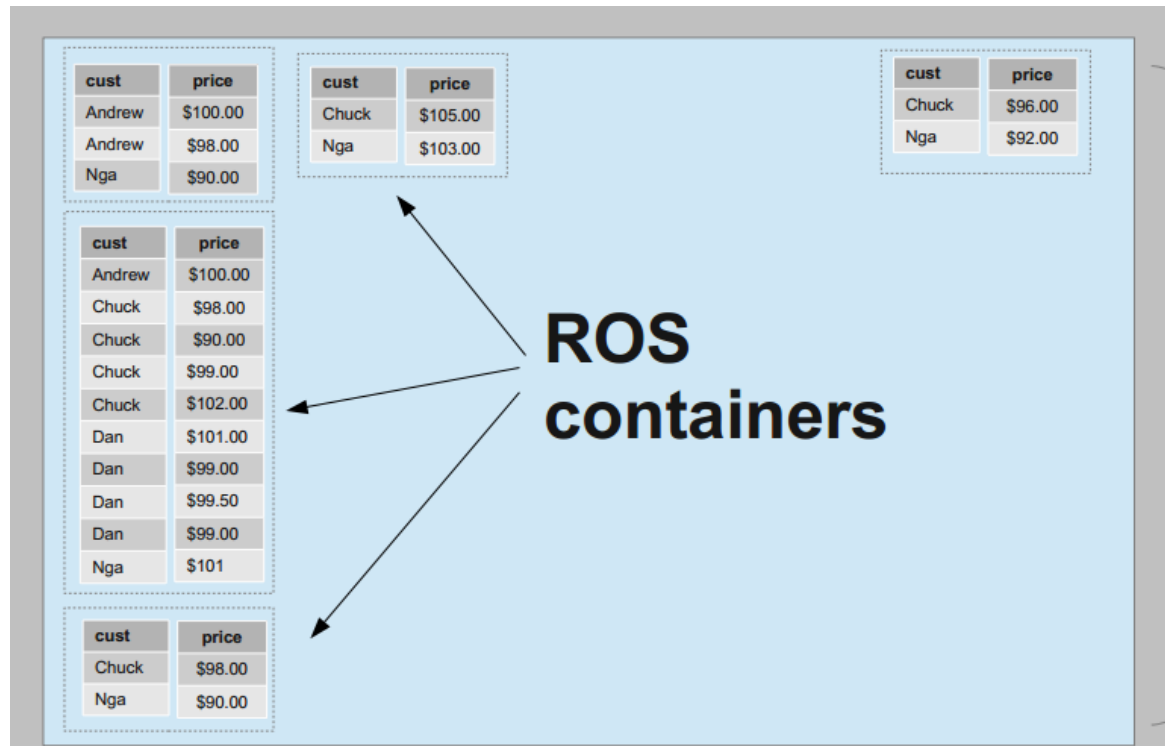 cust price
Andrew $100.00
Andrew $98.00
Nga $90.00
cust price
Chuck $105.00
Nga $103.00
cust price
Chuck $96.00
Nga $92.00
cust price
Andrew $100.00
Chuck $98.00
Chuck $90.00
Chuck $99.00
Chuck $102.00
Dan $101.00
Dan $99.00
Dan $99.50
Dan $99.00
Nga $101
ROS
containers
cust price
Chuck $98.00
Nga $90.00